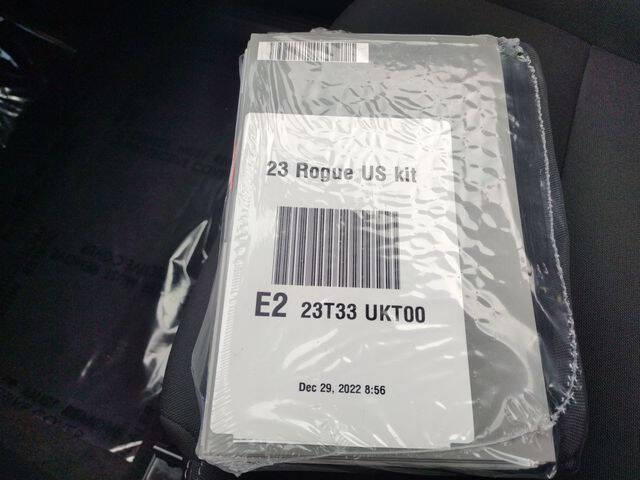 23 Rogue US kit
E2 23T33 UKT00
Dec 29, 2022 8:56